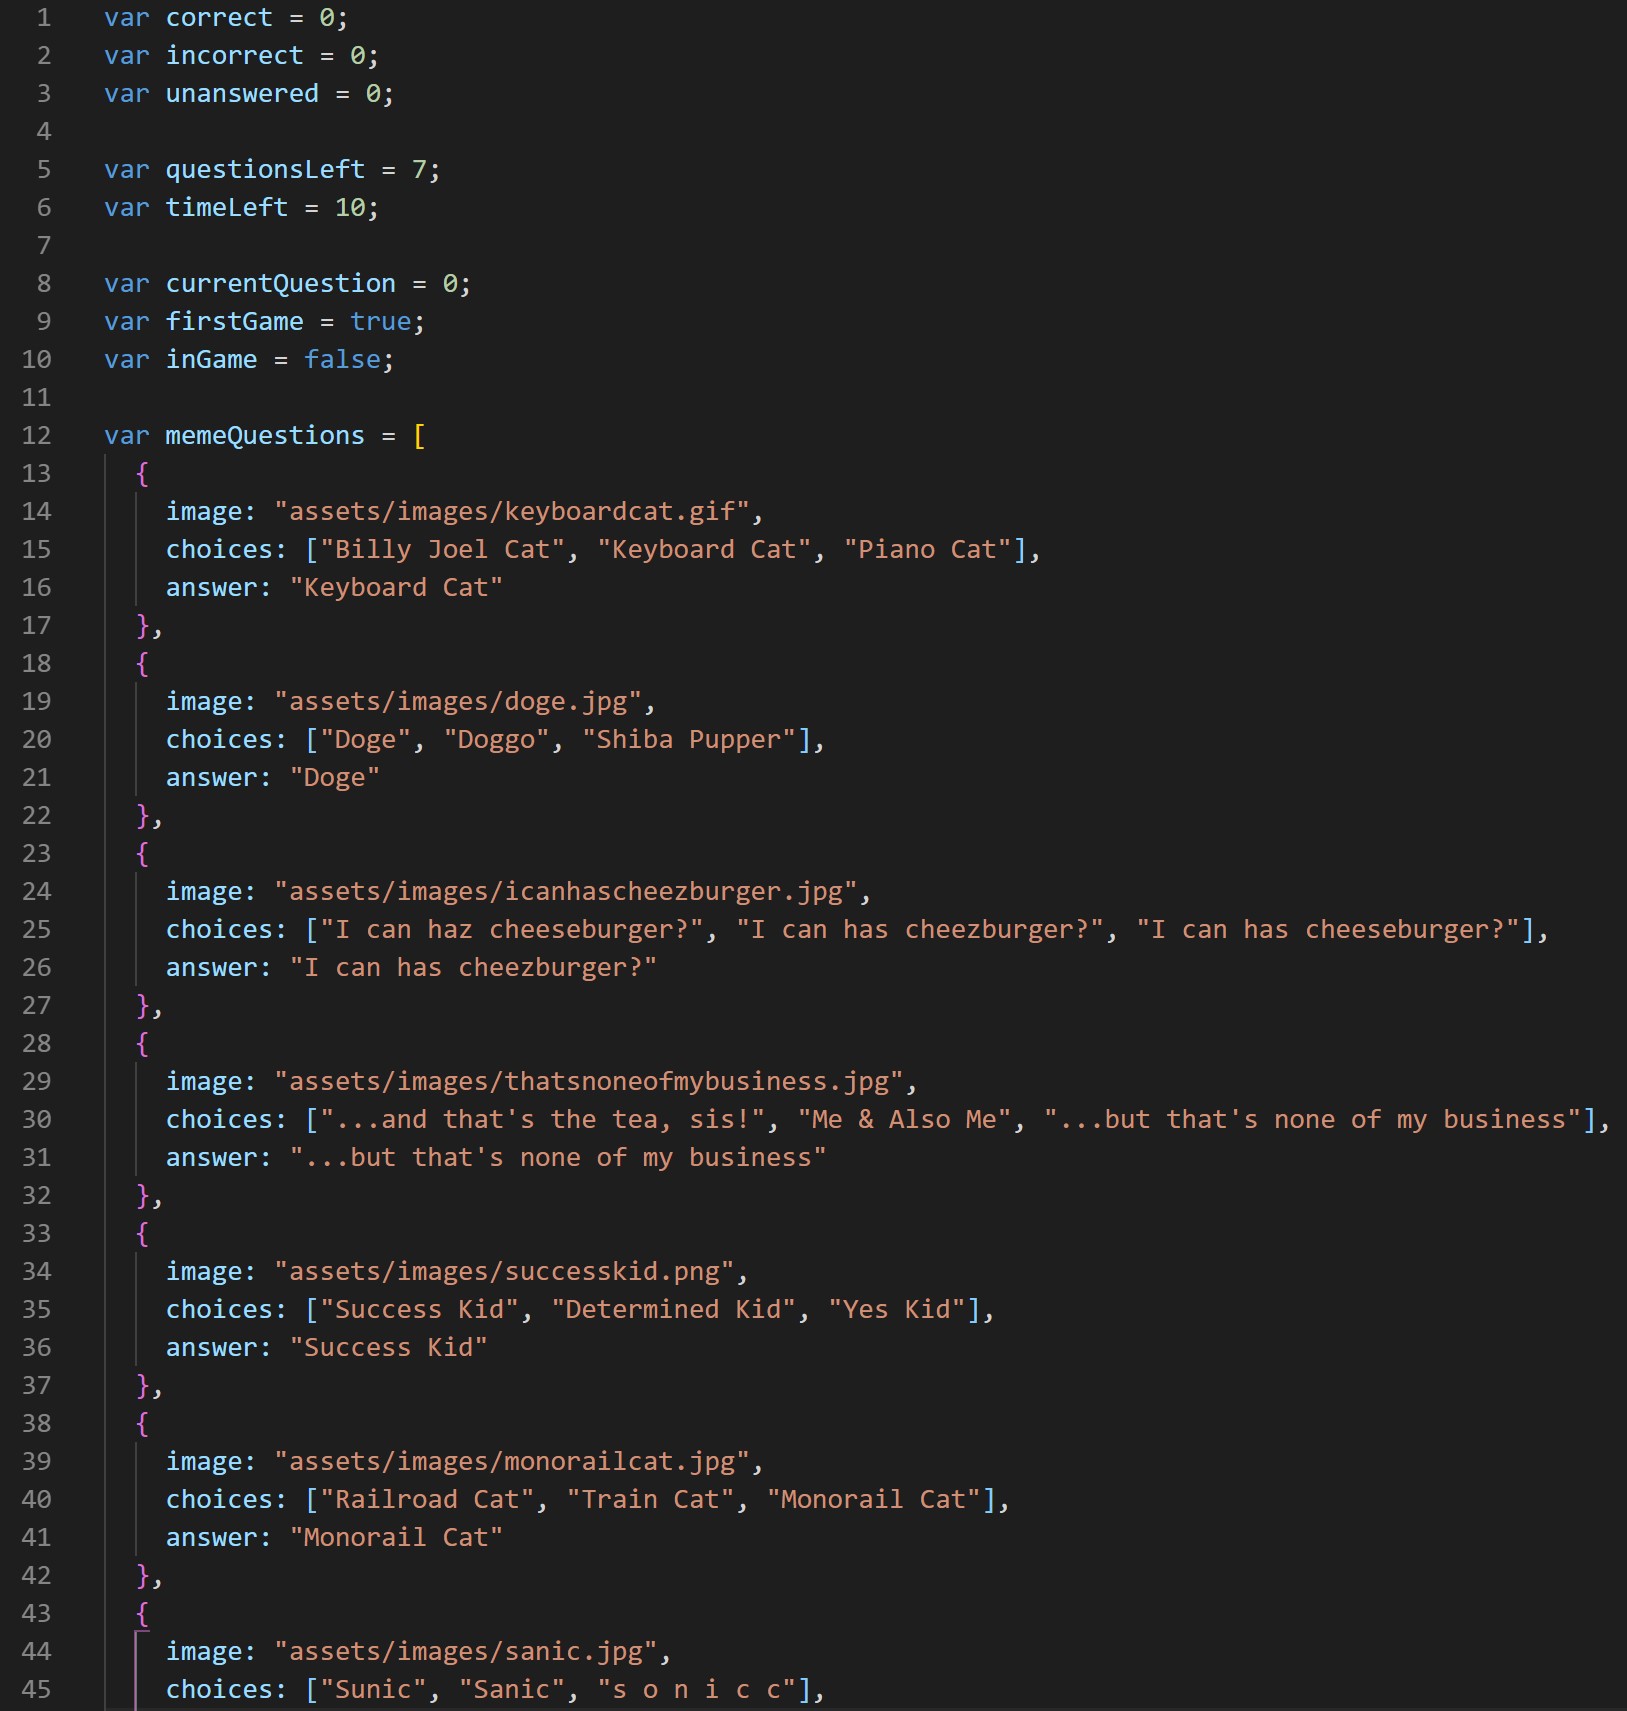 1 var correct = 0;
2 var incorrect = 0;
3 var unanswered = 0;
4
5 var questionsLeft = 7;
6 var timeLeft = 10;
7
8 var currentQuestion = 0;
9 var firstGame = true;
10 var inGame = false;
11
12 var memeQuestions = [
13 {
14 image: "assets/images/keyboardcat.gif",
15 choices: ["Billy Joel Cat", "Keyboard Cat", "Piano Cat"],
16 answer: "Keyboard Cat"
17 },
18 {
19 image: "assets/images/doge.jpg",
20 choices: ["Doge", "Doggo", "Shiba Pupper"],
21 answer: "Doge"
22 },
23 {
24 image: "assets/images/icanhascheezburger.jpg",
25 choices: ["I can haz cheeseburger?", "I can has cheezburger?", "I can has cheeseburger?"],
26 answer: "I can has cheezburger?"
27 },
28 {
29 image: "assets/images/thatsnoneofmybusiness.jpg",
30 choices: ["...and that's the tea, sis!", "Me & Also Me", "...but that's none of my business"],
31 answer: "...but that's none of my business"
32 },
33 {
34 image: "assets/images/successkid.png",
35 choices: ["Success Kid", "Determined Kid", "Yes Kid"],
36 answer: "Success Kid"
37 },
38 {
39 image: "assets/images/monorailcat.jpg",
40 choices: ["Railroad Cat", "Train Cat", "Monorail Cat"],
41 answer: "Monorail Cat"
42 },
43 {
44 image: "assets/images/sanic.jpg",
45 choices: ["Sunic", "Sanic", "s o n i c c"],